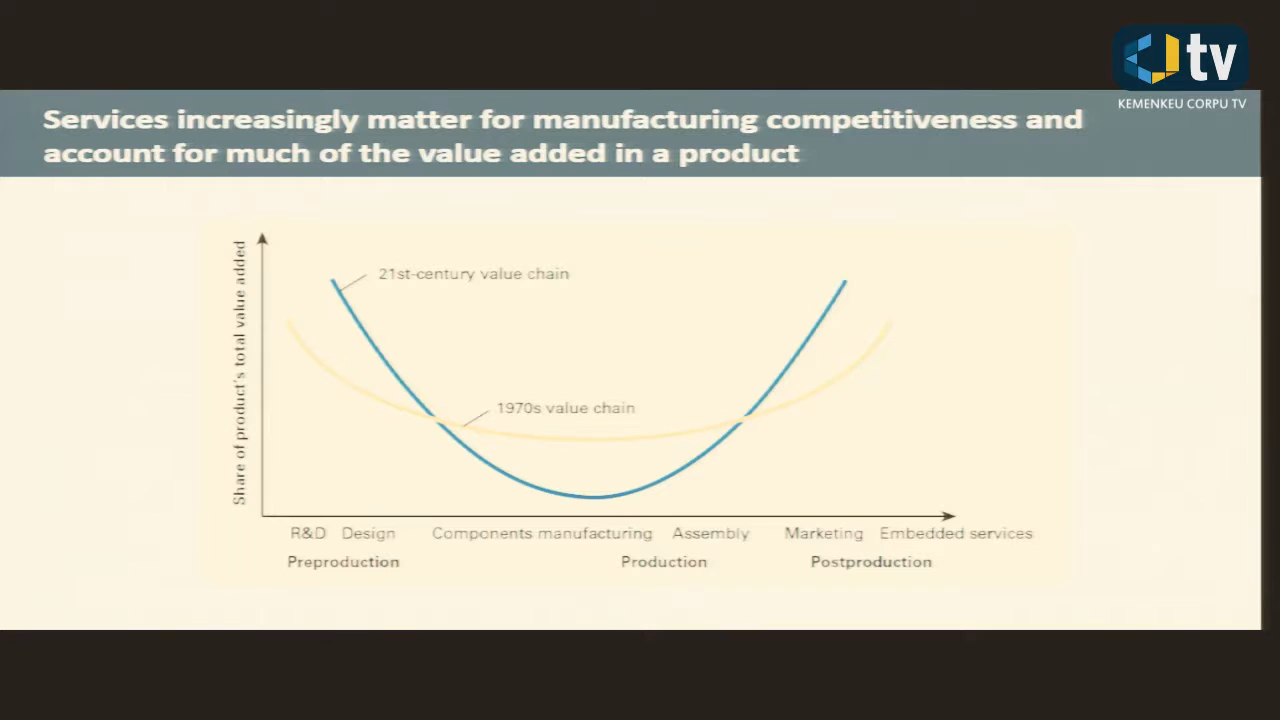 tv
KEMENKEU CORPU TV
Services increasingly matter for manufacturing competitiveness and
account for much of the value added in a product
Share of product's total value added
21st-century value chain
1970s value chain
R&D Design Components manufacturing Assembly Marketing Embedded services
Preproduction Production Postproduction